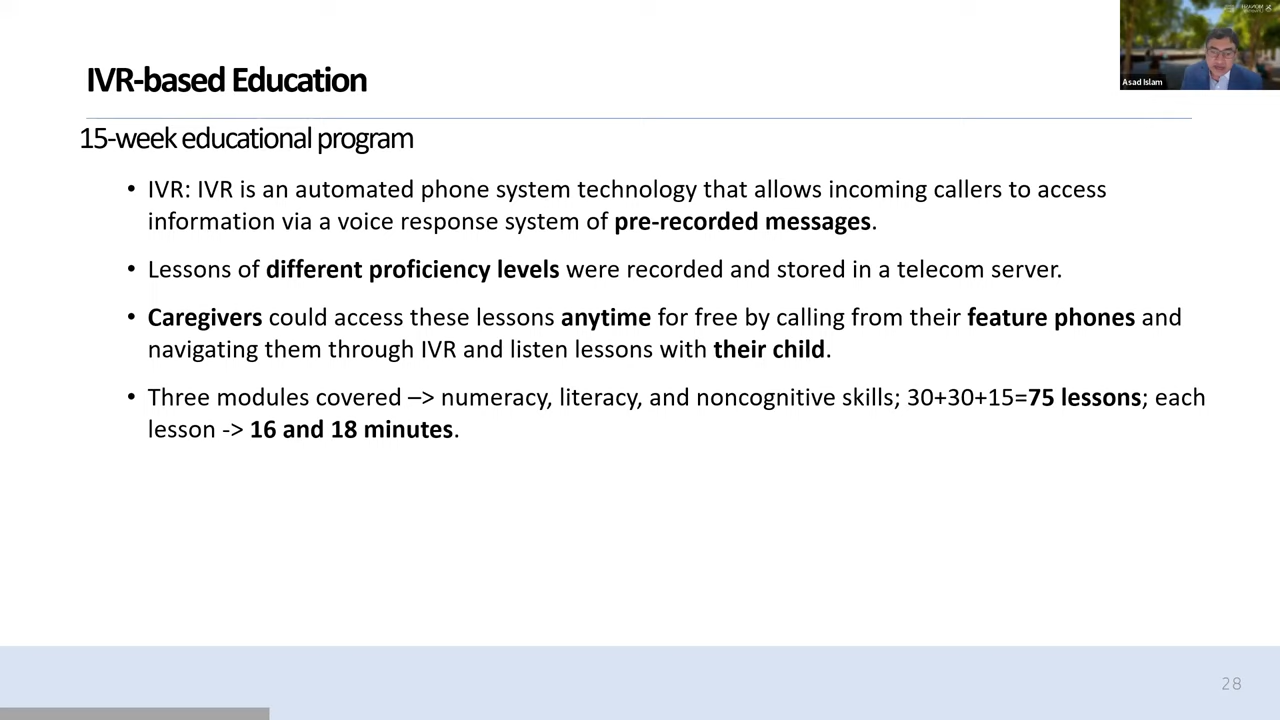 IVR-based Education
Asad Islam
15-week educational program
• IVR: IVR is an automated phone system technology that allows incoming callers to access
information via a voice response system of pre-recorded messages.
• Lessons of different proficiency levels were recorded and stored in a telecom server.
• Caregivers could access these lessons anytime for free by calling from their feature phones and
navigating them through IVR and listen lessons with their child.
• Three modules covered –> numeracy, literacy, and noncognitive skills; 30+30+15=75 lessons; each
lesson -> 16 and 18 minutes.
28